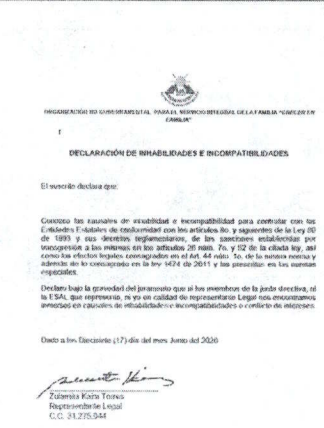 ORGANIZACIÓN NO GUBERNAMENTAL PARA EL SERVICIO INTEGRAL DE LA FAMILIA "CRECER EN
FAMILIA"
DECLARACIÓN DE INHABILIDADES E INCOMPATIBILIDADES
El suscrito declara que:
Conozco las causales de inhabilidad e incompatibilidad para contratar con las
Entidades Estatales de conformidad con los artículos 8o. y siguientes de la Ley 80
de 1993 y sus decretos reglamentarios, de las sanciones establecidas por
transgresión a las mismas en los artículos 26 núm. 7o. y 52 de la citada ley, así
como los efectos legales consagrados en el Art. 44 núm. 1o. de la misma norma y
además de lo consagrado en la ley 1474 de 2011 y las prescritas en las normas
especiales.
Declaro bajo la gravedad del juramento que ni los miembros de la junta directiva, ni
la ESAL que represento, ni yo en calidad de representante Legal nos encontramos
inmersos en causales de inhabilidades e incompatibilidades o conflicto de intereses.
Dado a los Diecisiete (17) día del mes Junio del 2020
Representante Legal
C.C. 31.275.044